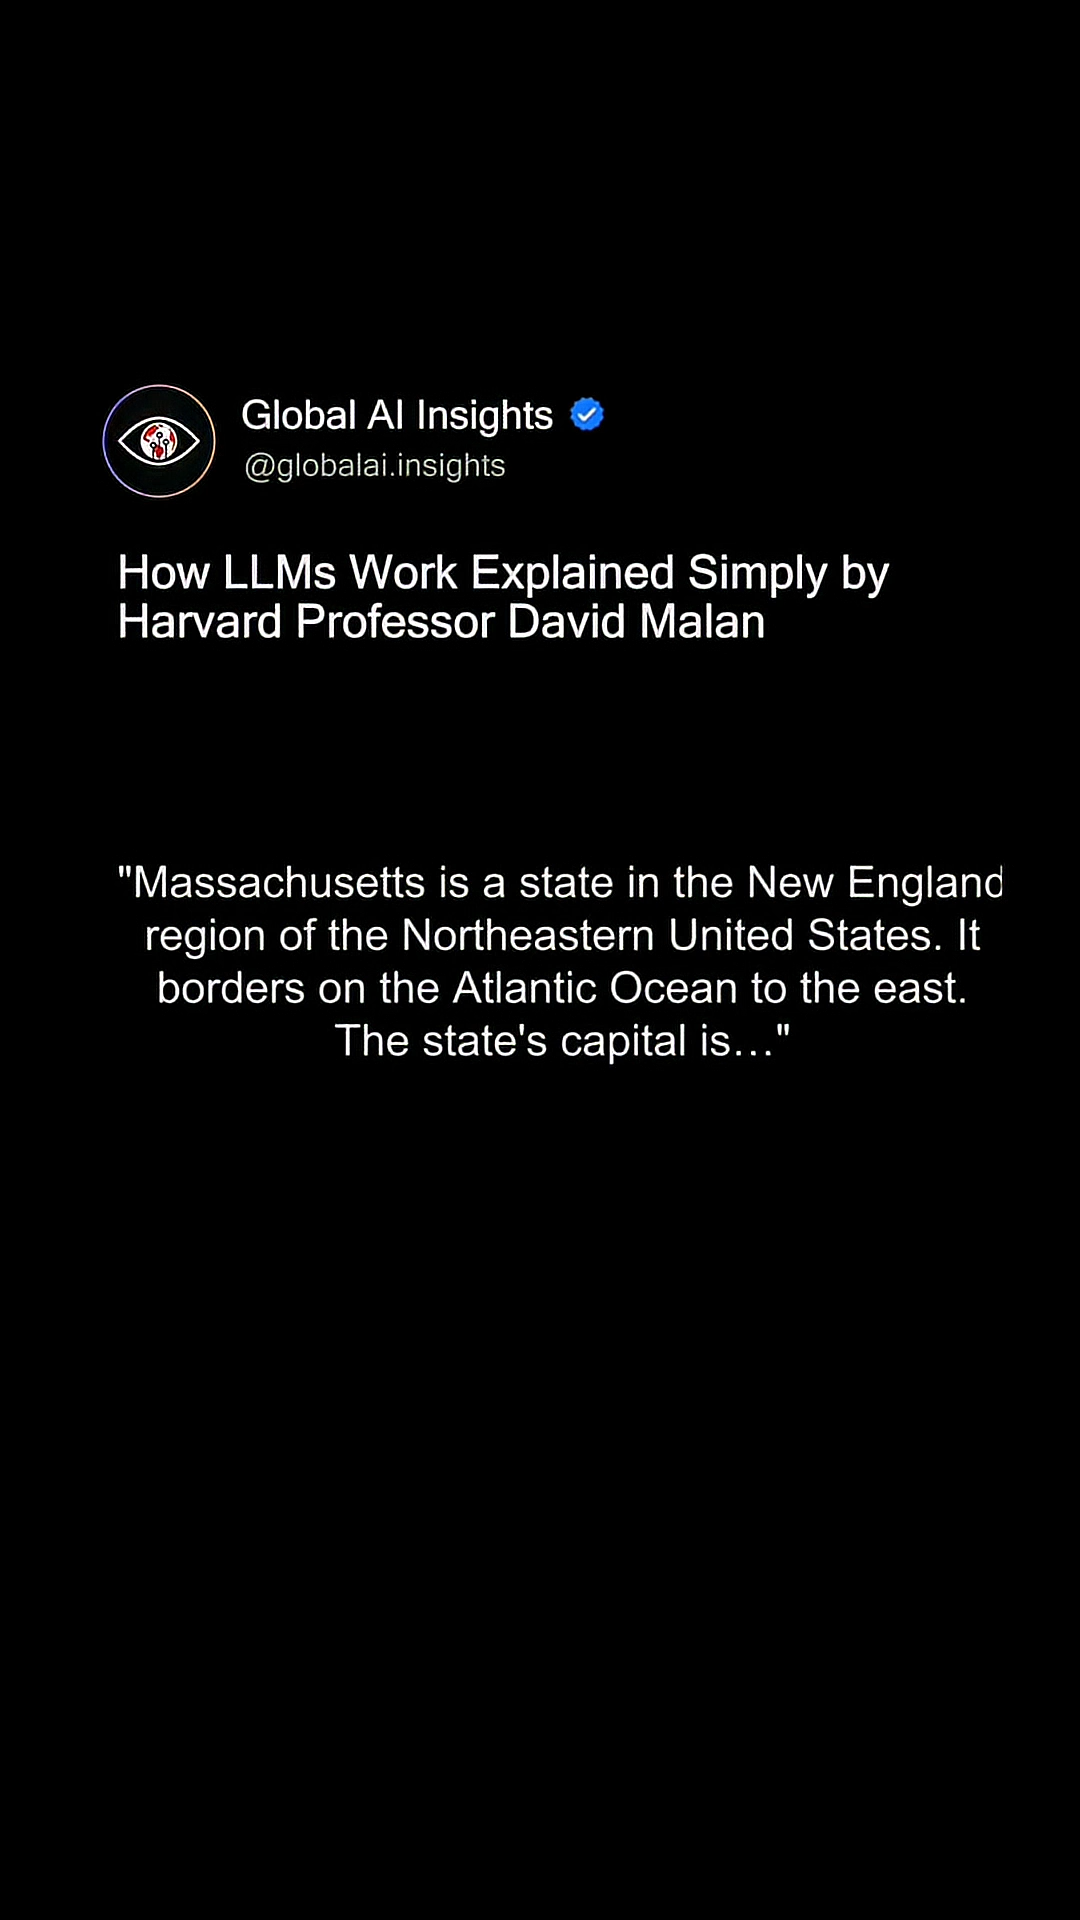 Global AI Insights
@globalai.insights
How LLMs Work Explained Simply by
Harvard Professor David Malan
"Massachusetts is a state in the New England
region of the Northeastern United States. It
borders on the Atlantic Ocean to the east.
The state's capital is…"